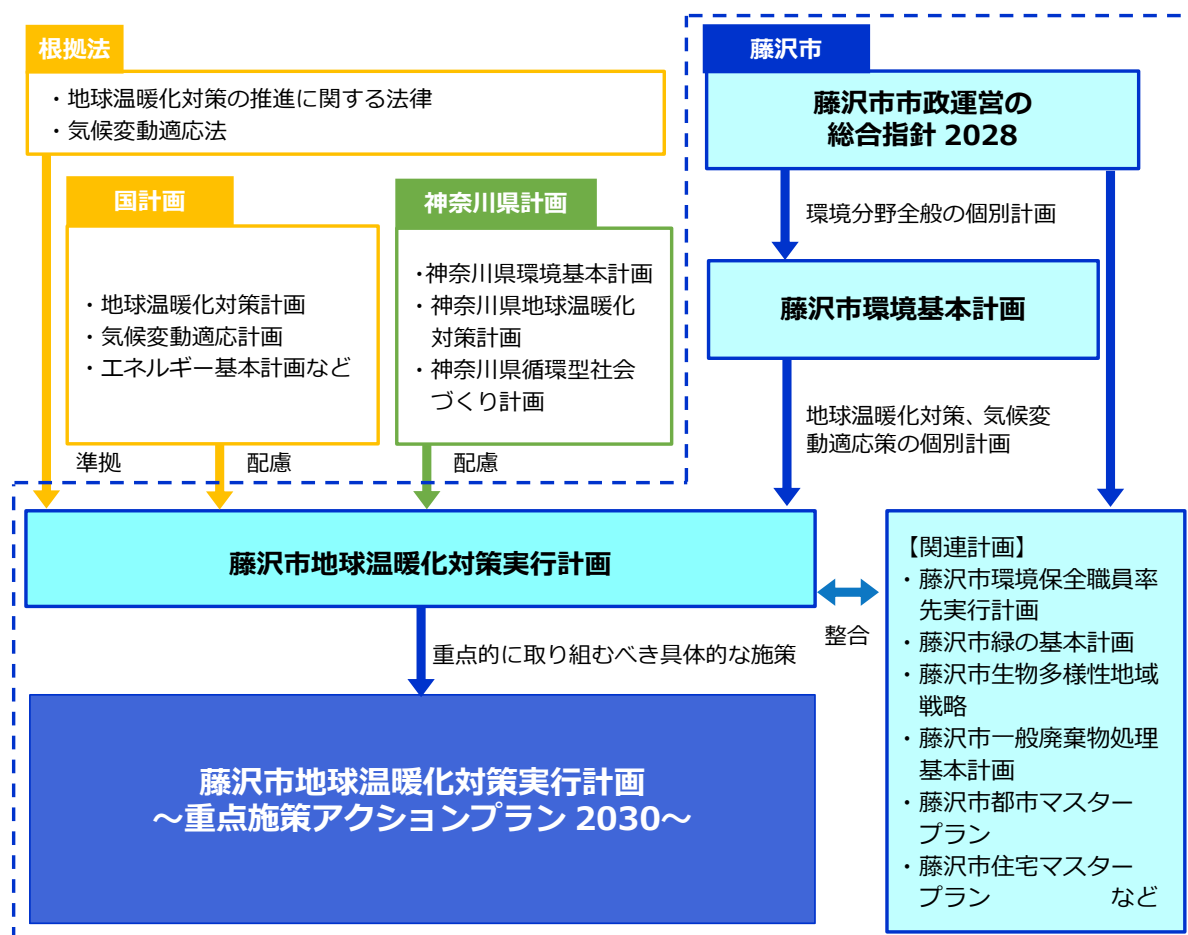 根拠法
・地球温暖化対策の推進に関する法律
・気候変動適応法
国計画
・地球温暖化対策計画
・気候変動適応計画
・エネルギー基本計画など
神奈川県計画
・神奈川県環境基本計画
・神奈川県地球温暖化
対策計画
・神奈川県循環型社会
づくり計画
藤沢市
藤沢市市政運営の
総合指針 2028
環境分野全般の個別計画
藤沢市環境基本計画
地球温暖化対策、気候変
動適応策の個別計画
準拠
配慮
配慮
藤沢市地球温暖化対策実行計画
整合
重点的に取り組むべき具体的な施策
藤沢市地球温暖化対策実行計画
～重点施策アクションプラン 2030～
【関連計画】
・藤沢市環境保全職員率
先実行計画
・藤沢市緑の基本計画
・藤沢市生物多様性地域
戦略
・藤沢市一般廃棄物処理
基本計画
・藤沢市都市マスター
プラン
・藤沢市住宅マスター
プラン など